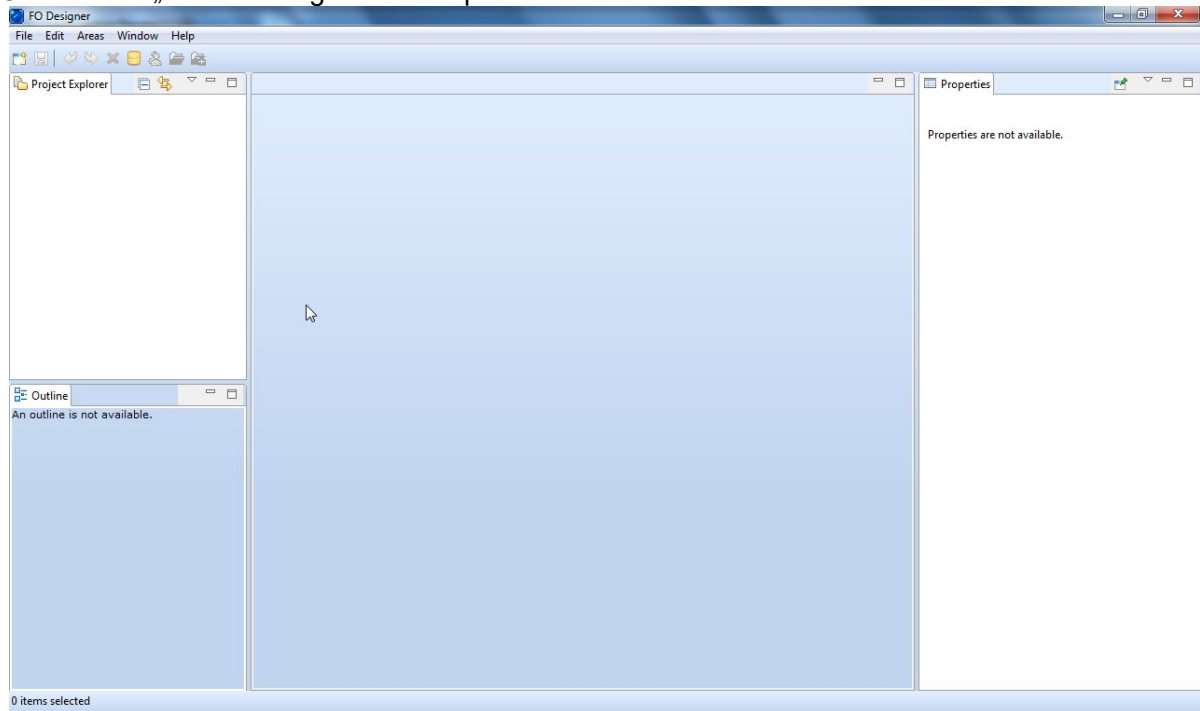 FO Designer
File Edit Areas Window Help
Project Explorer
Properties
Properties are not available.
Outline
An outline is not available.
0 items selected